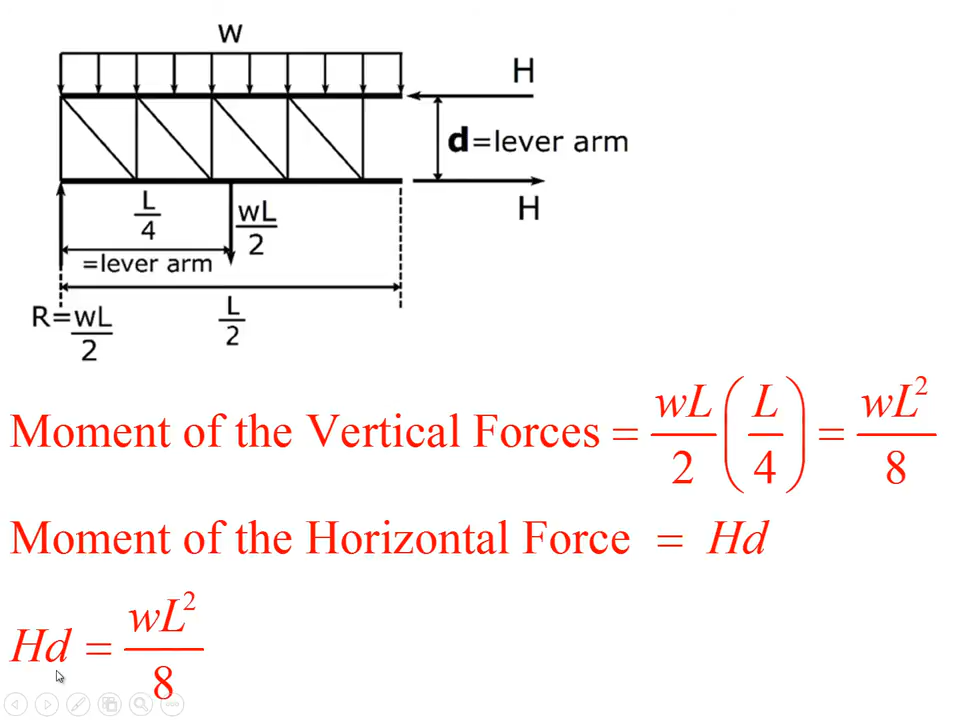 w
H
d=lever arm
H
L/4
wL/2
=lever arm
R=wL/2
L/2
Moment of the Vertical Forces = wL/2 (L/4) = wL²/8
Moment of the Horizontal Force = Hd
Hd = wL²/8